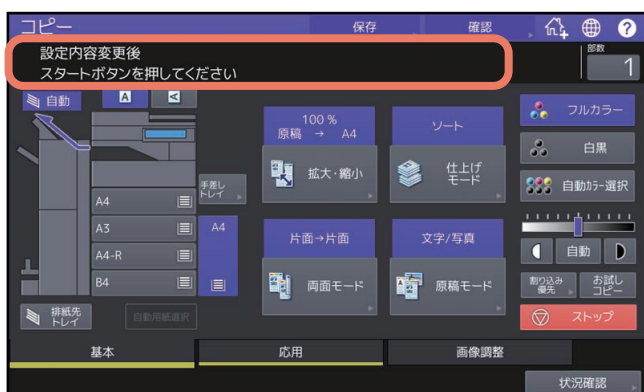 コピー
保存
確認
?
設定内容変更後
スタートボタンを押してください
部数
1
自動
A
A
100 %
原稿 → A4
拡大・縮小
ソート
仕上げ
モード
フルカラー
白黒
自動カラー選択
手差し
トレイ
A4
A3
A4-R
B4
A4
片面→片面
両面モード
文字/写真
原稿モード
自動
割り込み
優先
お試し
コピー
ストップ
排紙先
トレイ
自動用紙選択
基本
応用
画像調整
状況確認